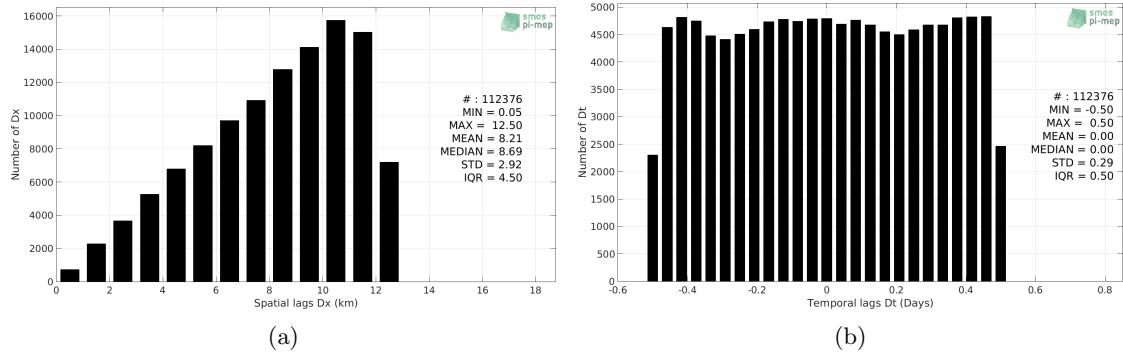 16000
14000
12000
10000
8000
6000
4000
2000
0
Number of Dx
0 2 4 6 8 10 12 14 16 18
Spatial lags Dx (km)
smos
pi-mep
# : 112376
MIN = 0.05
MAX = 12.50
MEAN = 8.21
MEDIAN = 8.69
STD = 2.92
IQR = 4.50
(a)
5000
4500
4000
3500
3000
2500
2000
1500
1000
500
0
Number of Dt
-0.6 -0.4 -0.2 0 0.2 0.4 0.6 0.8
Temporal lags Dt (Days)
smos
pi-mep
# : 112376
MIN = -0.50
MAX = 0.50
MEAN = 0.00
MEDIAN = 0.00
STD = 0.29
IQR = 0.50
(b)